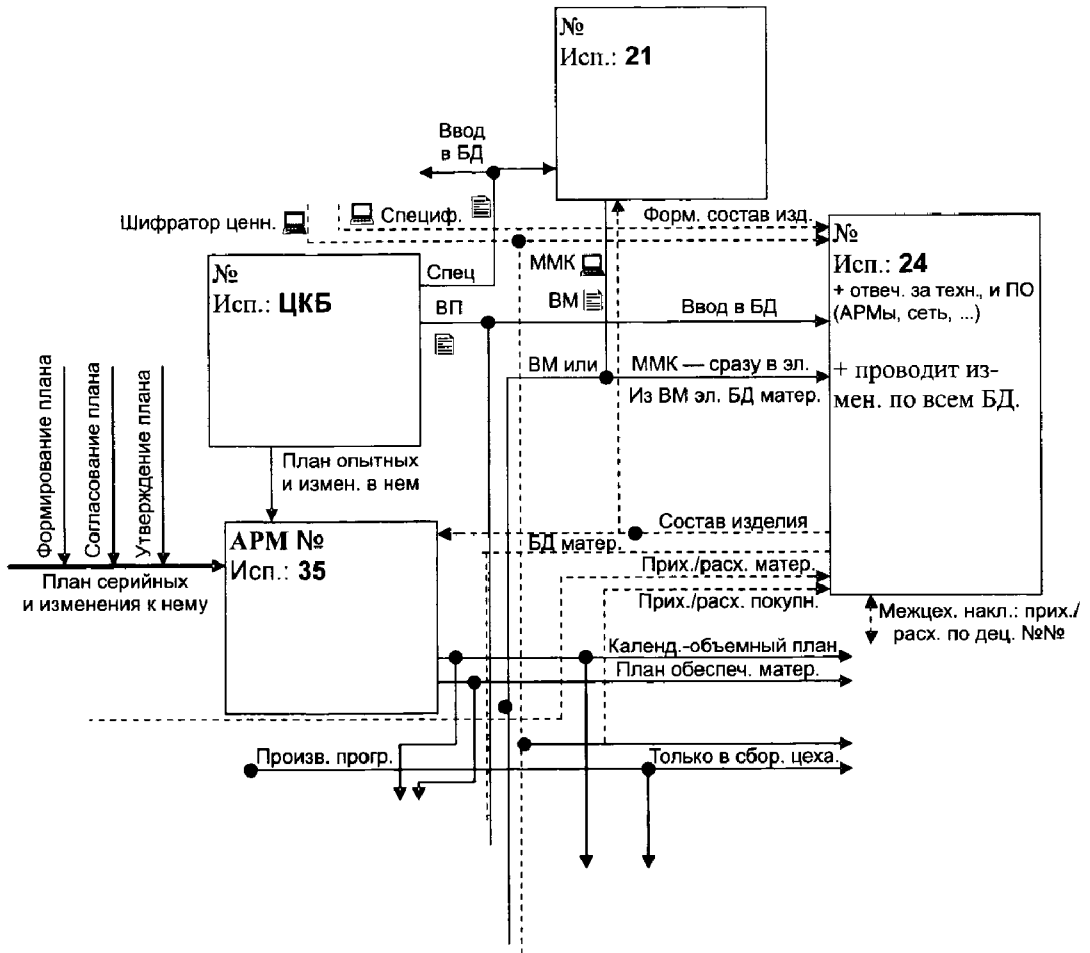 №
Исп.: 21
Ввод
в БД
Шифратор ценн.
Специф.
Форм. состав изд.
№
Исп.: ЦКБ
Спец
ВП
ММК
ВМ
Ввод в БД
№
Исп.: 24
+ отвеч. за техн., и ПО
(АРМы, сеть, ...)
+ проводит из-
мен. по всем БД.
ВМ или
ММК — сразу в эл.
Из ВМ эл. БД матер.
Формирование плана
Согласование плана
Утверждение плана
План опытных
и измен. в нем
План серийных
и изменения к нему
АРМ №
Исп.: 35
Состав изделия
БД матер.
Прих./расх. матер.
Прих./расх. покупн.
Межцех. накл.: прих./
расх. по дец. №№
Календ.-объемный план
План обеспеч. матер.
Произв. прогр.
Только в сбор. цеха.